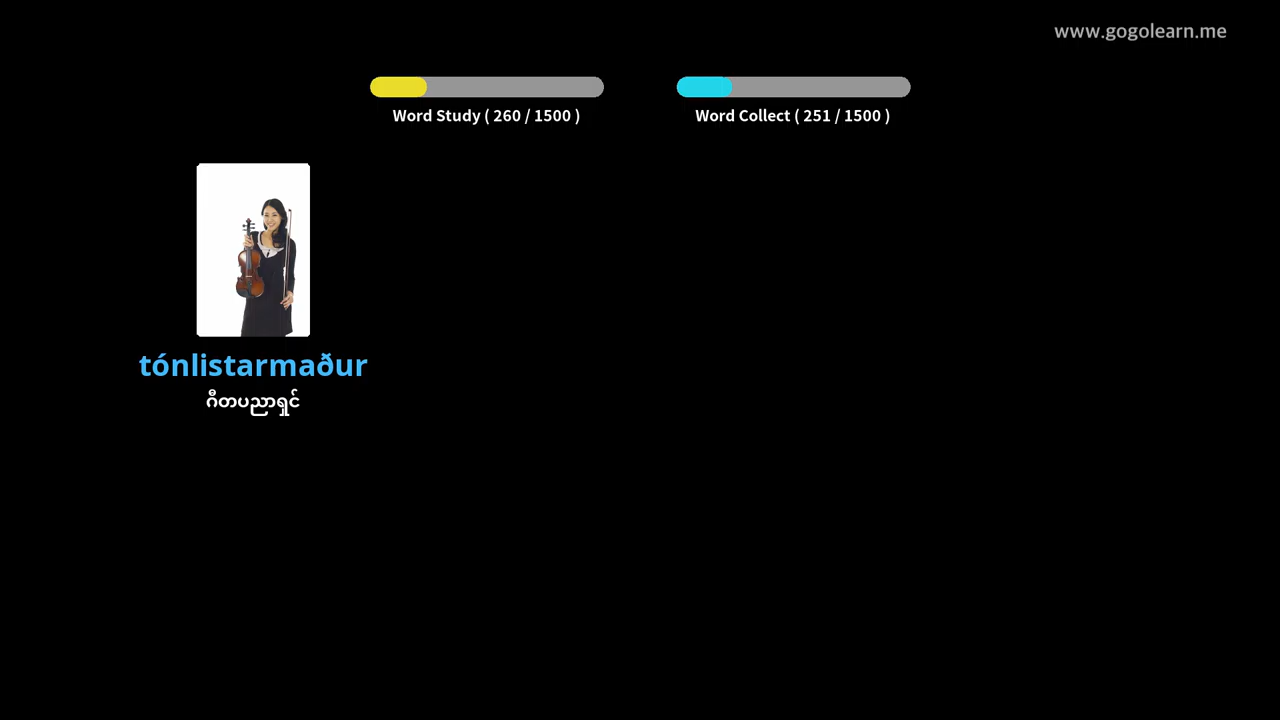 www.gogolearn.me
Word Study ( 260 / 1500 )
Word Collect ( 251 / 1500 )
tónlistarmaður
ဂီတပညာရှင်